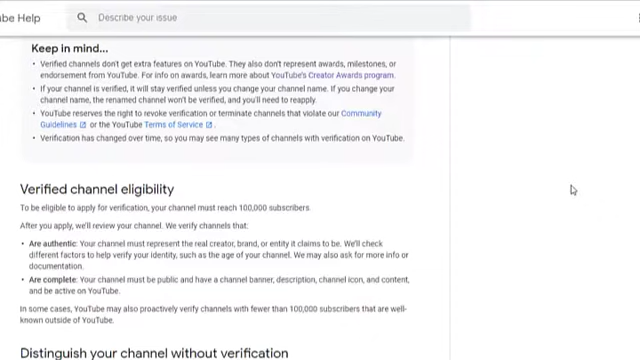 be Help
Describe your issue
Keep in mind...
• Verified channels don't get extra features on YouTube. They also don't represent awards, milestones, or
endorsement from YouTube. For info on awards, learn more about YouTube's Creator Awards program.
• If your channel is verified, it will stay verified unless you change your channel name. If you change your
channel name, the renamed channel won't be verified, and you'll need to reapply.
• YouTube reserves the right to revoke verification or terminate channels that violate our Community
Guidelines or the YouTube Terms of Service.
• Verification has changed over time, so you may see many types of channels with verification on YouTube.
Verified channel eligibility
To be eligible to apply for verification, your channel must reach 100,000 subscribers.
After you apply, we'll review your channel. We verify channels that:
• Are authentic: Your channel must represent the real creator, brand, or entity it claims to be. We'll check
different factors to help verify your identity, such as the age of your channel. We may also ask for more info or
documentation.
• Are complete: Your channel must be public and have a channel banner, description, channel icon, and content,
and be active on YouTube.
In some cases, YouTube may also proactively verify channels with fewer than 100,000 subscribers that are well-
known outside of YouTube.
Distinguish your channel without verification